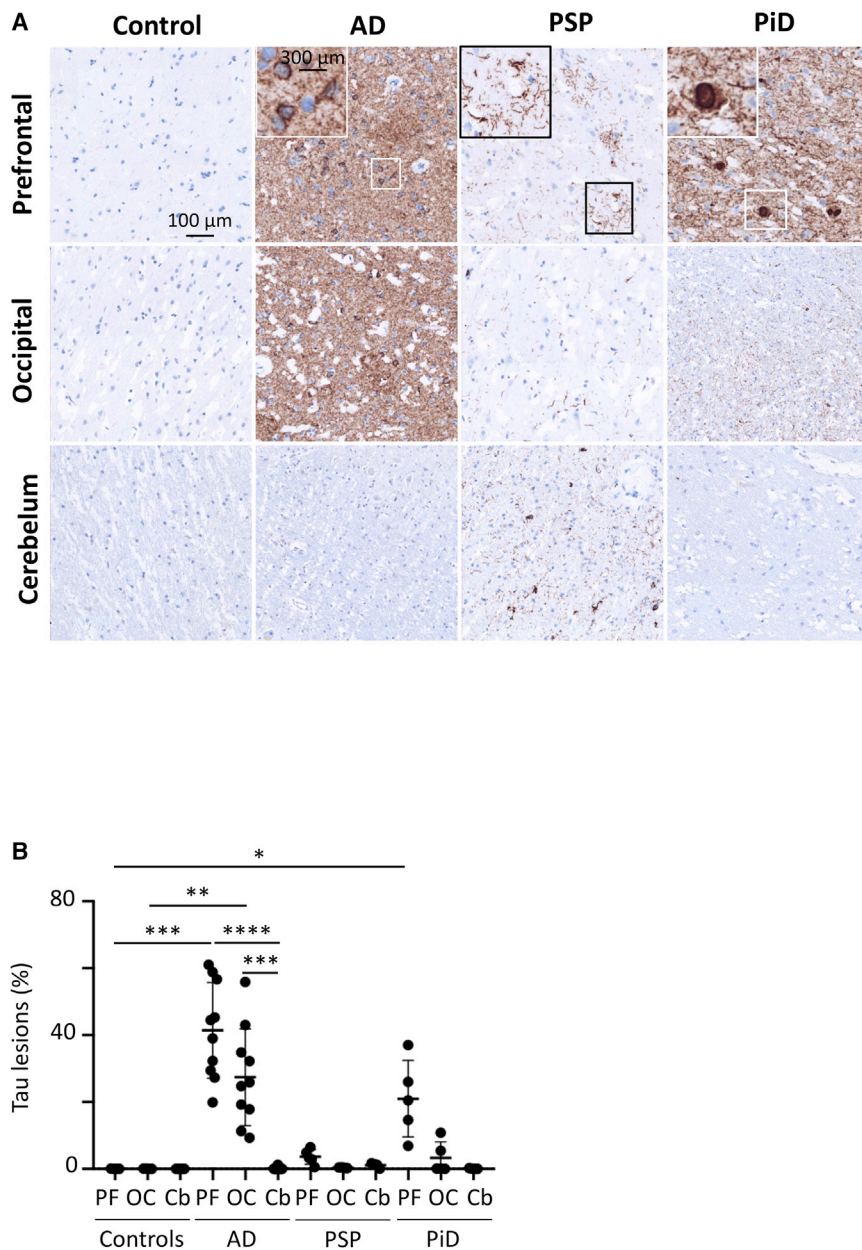 A
Control AD PSP PiD
Prefrontal
300 µm
100 µm
Occipital
Cerebelum
B
*
**
*** ****
***
Tau lesions (%)
80
40
0
PF OC Cb PF OC Cb PF OC Cb PF OC Cb
Controls AD PSP PiD